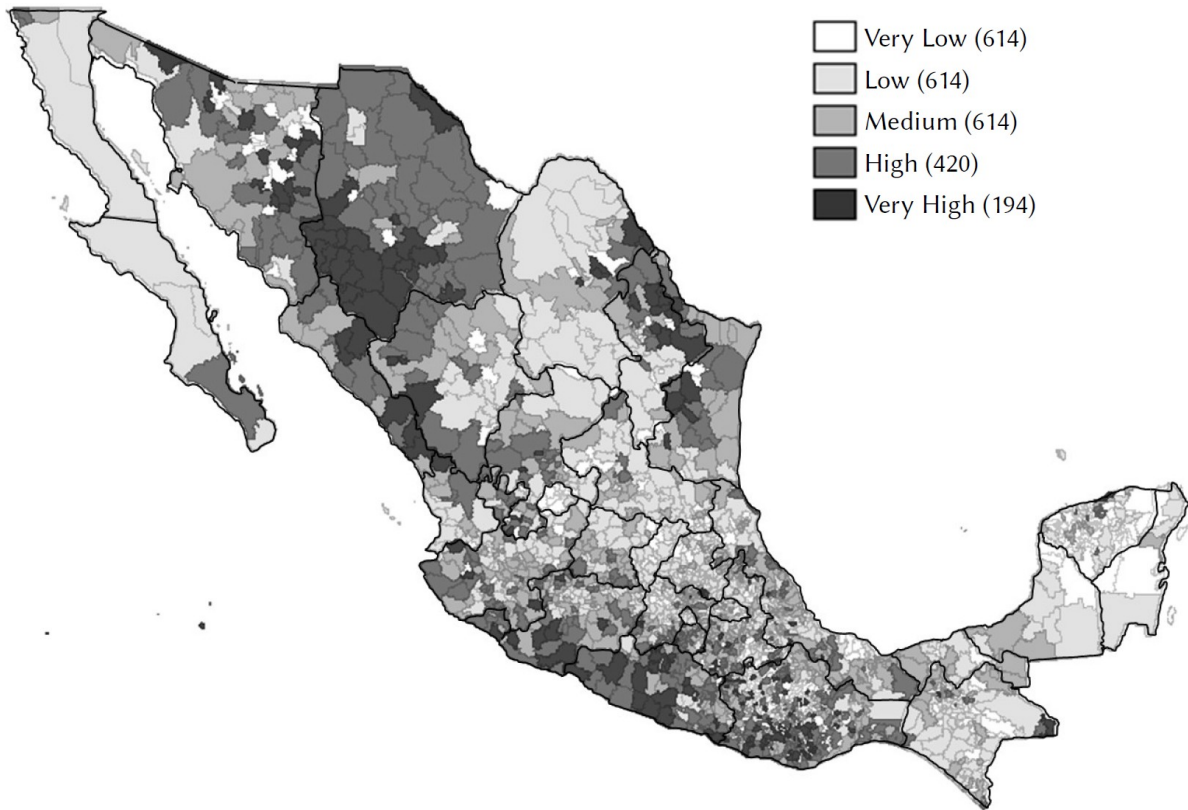 Very Low (614)
Low (614)
Medium (614)
High (420)
Very High (194)